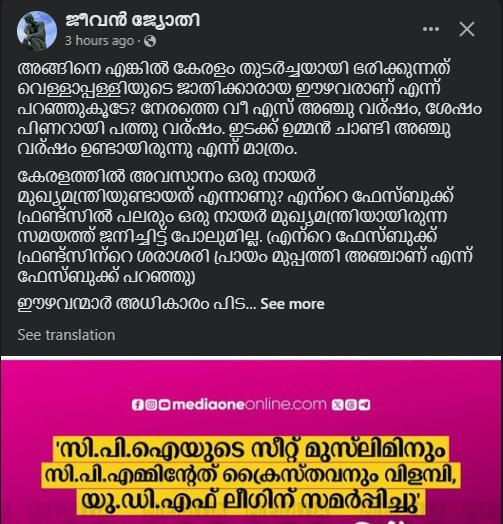 ജീവൻ ജ്യോതി
3 hours ago ·
അങ്ങിനെ എങ്കിൽ കേരളം തുടർച്ചയായി ഭരിക്കുന്നത്
വെള്ളാപ്പള്ളിയുടെ ജാതിക്കാരായ ഈഴവരാണ് എന്ന്
പറഞ്ഞുകൂടേ? നേരത്തെ വീ എസ് അഞ്ചു വർഷം, ശേഷം
പിണറായി പത്തു വർഷം. ഇടക്ക് ഉമ്മൻ ചാണ്ടി അഞ്ചു
വർഷം ഉണ്ടായിരുന്നു എന്ന് മാത്രം.
കേരളത്തിൽ അവസാനം ഒരു നായർ
മുഖ്യമന്ത്രിയുണ്ടായത് എന്നാണു? എന്റെ ഫേസ്ബുക്ക്
ഫ്രണ്ട്സിൽ പലരും ഒരു നായർ മുഖ്യമന്ത്രിയായിരുന്ന
സമയത്ത് ജനിച്ചിട്ട് പോലുമില്ല. (എന്റെ ഫേസ്ബുക്ക്
ഫ്രണ്ട്സിന്റെ ശരാശരി പ്രായം മുപ്പത്തി അഞ്ചാണ് എന്ന്
ഫേസ്ബുക്ക് പറഞ്ഞു)
ഈഴവന്മാർ അധികാരം പിട... See more
See translation
mediaoneonline.com
'സി.പി.ഐയുടെ സീറ്റ് മുസ്‌ലിമിനും
സി.പി.എമ്മിന്റേത് ക്രൈസ്തവനും വിളമ്പി,
യു.ഡി.എഫ് ലീഗിന് സമർപ്പിച്ചു'